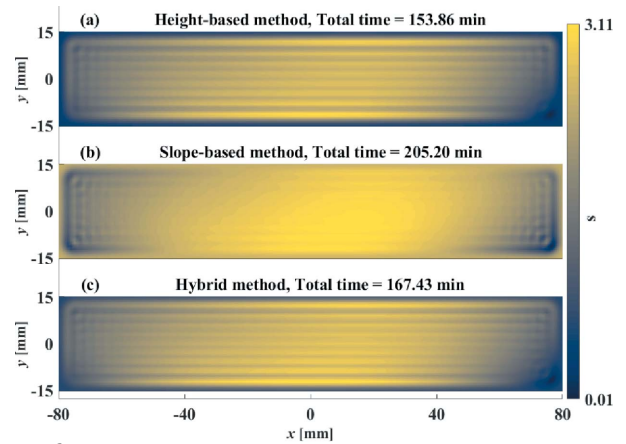 (a) Height-based method, Total time = 153.86 min
15
y [mm]
0
-15
3.11
(b) Slope-based method, Total time = 205.20 min
15
y [mm]
0
-15
s
(c) Hybrid method, Total time = 167.43 min
15
y [mm]
0
-15
0.01
-80 -40 0 40 80
x [mm]